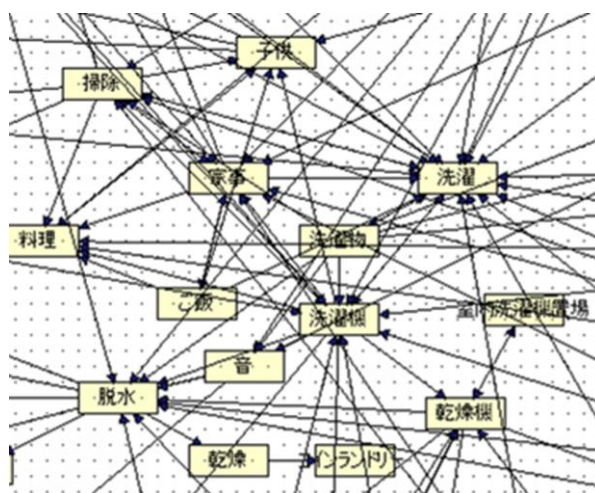 子供
掃除
家事
洗濯
料理
洗濯物
ご飯
洗濯機
室内洗濯機置場
音
脱水
乾燥機
乾燥
インランドリ